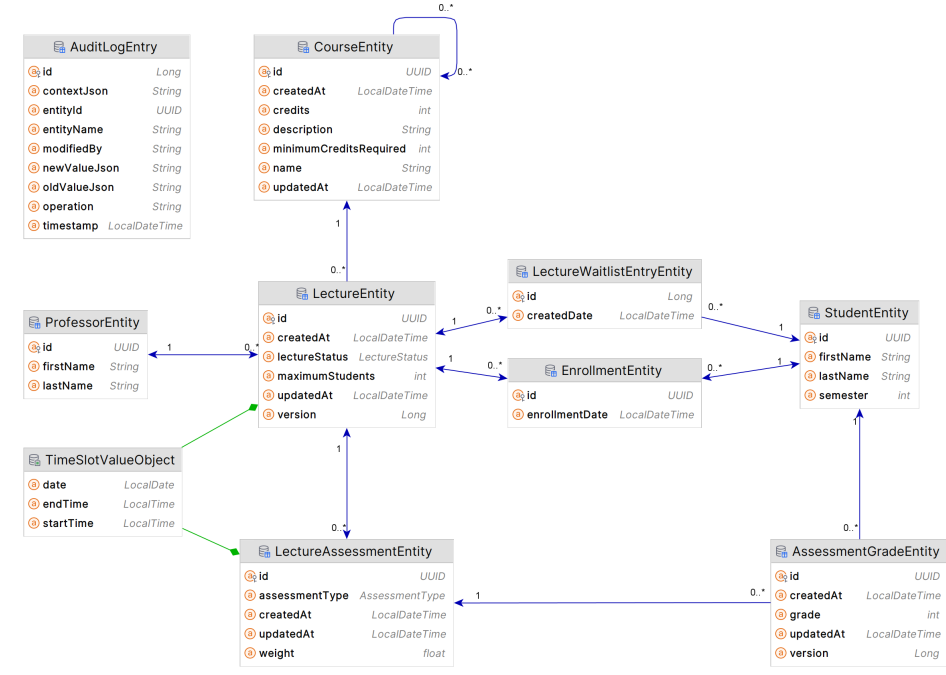 0..*
0..*
AuditLogEntry
id Long
contextJson String
entityId UUID
entityName String
modifiedBy String
newValueJson String
oldValueJson String
operation String
timestamp LocalDateTime
CourseEntity
id UUID
createdAt LocalDateTime
credits int
description String
minimumCreditsRequired int
name String
updatedAt LocalDateTime
1
0..*
LectureEntity
id UUID
createdAt LocalDateTime
lectureStatus LectureStatus
maximumStudents int
updatedAt LocalDateTime
version Long
ProfessorEntity
id UUID
firstName String
lastName String
1
0..*
LectureWaitlistEntryEntity
id Long
createdDate LocalDateTime
1
0..*
0..*
1
EnrollmentEntity
id UUID
enrollmentDate LocalDateTime
1
0..*
0..*
1
StudentEntity
id UUID
firstName String
lastName String
semester int
TimeSlotValueObject
date LocalDate
endTime LocalTime
startTime LocalTime
1
0..*
1
0..*
LectureAssessmentEntity
id UUID
assessmentType AssessmentType
createdAt LocalDateTime
updatedAt LocalDateTime
weight float
1
0..*
AssessmentGradeEntity
id UUID
createdAt LocalDateTime
grade int
updatedAt LocalDateTime
version Long